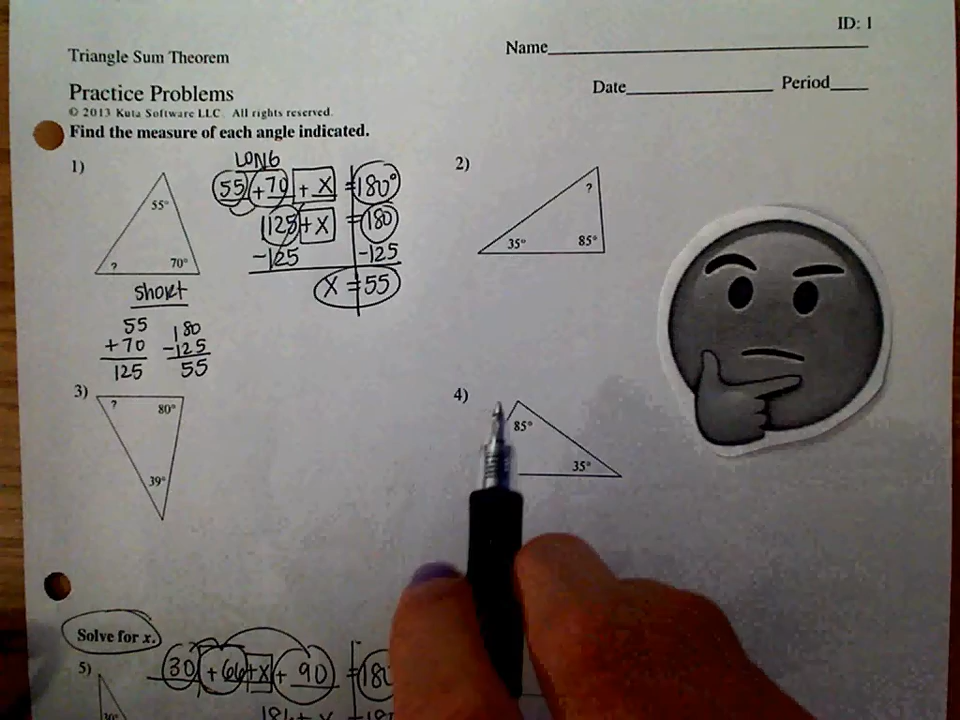 ID: 1
Triangle Sum Theorem
Name
Practice Problems
Date Period
© 2013 Kuta Software LLC. All rights reserved.
Find the measure of each angle indicated.
1)
LONG
55 + 70 + x = 180°
125 + x = 180
-125 -125
x = 55
55°
? 70°
short
55
+70
125
180
-125
55
2)
?
35° 85°
3)
? 80°
39°
4)
85°
35°
Solve for x.
5)
30 + 66 + x + 90 = 180
30°